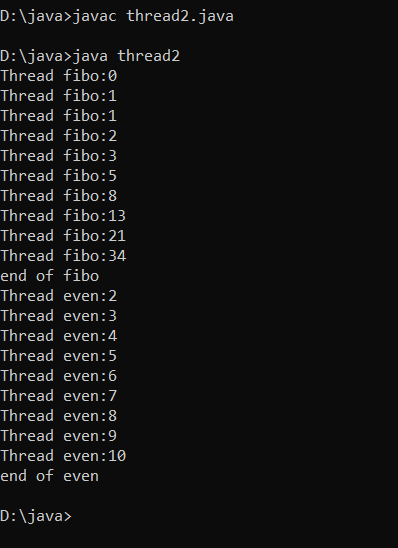 D:\java>javac thread2.java
D:\java>java thread2
Thread fibo:0
Thread fibo:1
Thread fibo:1
Thread fibo:2
Thread fibo:3
Thread fibo:5
Thread fibo:8
Thread fibo:13
Thread fibo:21
Thread fibo:34
end of fibo
Thread even:2
Thread even:3
Thread even:4
Thread even:5
Thread even:6
Thread even:7
Thread even:8
Thread even:9
Thread even:10
end of even
D:\java>